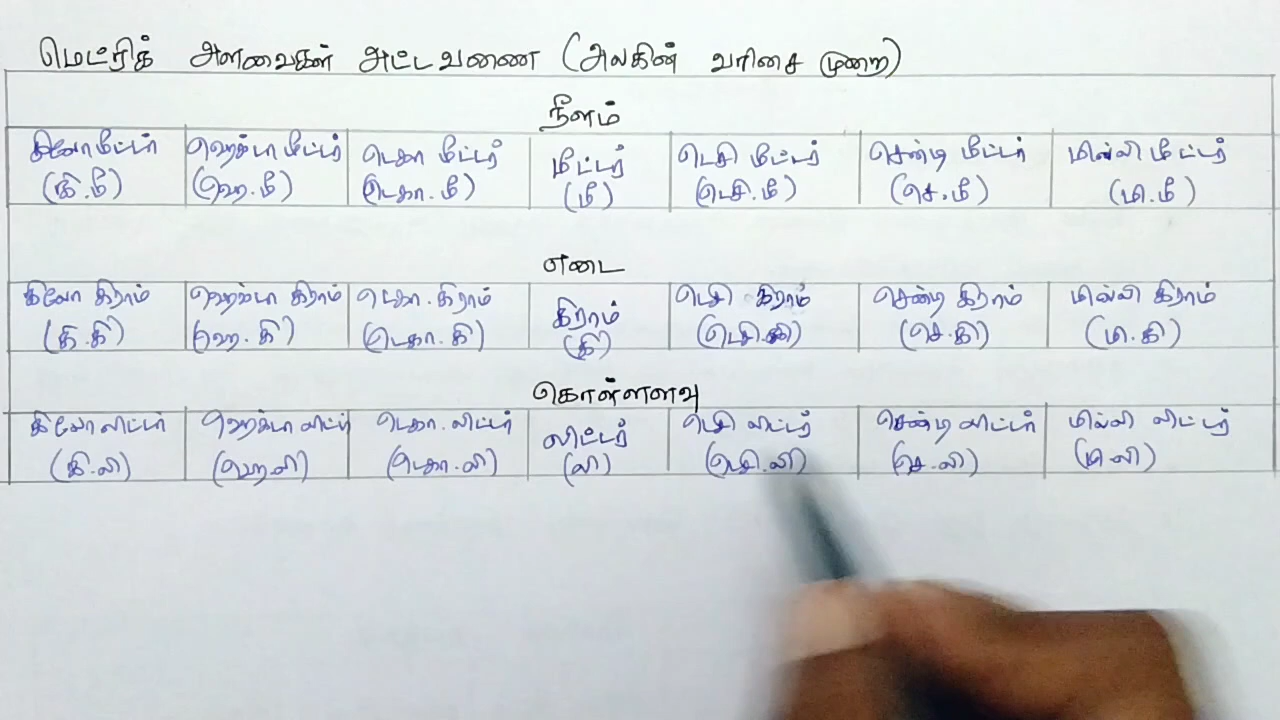 மெட்ரிக் அளவைகள் அட்டவணை (அலகின் வரிசை முறை)
நீளம்
கிலோ மீட்டர் ஹெக்டா மீட்டர் டெகா மீட்டர் மீட்டர் டெசி மீட்டர் சென்டி மீட்டர் மில்லி மீட்டர்
(கி.மீ) (ஹெ.மீ) (டெகா.மீ) (மீ) (டெசி.மீ) (செ.மீ) (மி.மீ)
எடை
கிலோ கிராம் ஹெக்டா கிராம் டெகா.கிராம் கிராம் டெசி கிராம் சென்டி கிராம் மில்லி கிராம்
(கி.கி) (ஹெ.கி) (டெகா.கி) (கி) (டெசி.கி) (செ.கி) (மி.கி)
கொள்ளளவு
கிலோ லிட்டர் ஹெக்டா லிட்டர் டெகா.லிட்டர் லிட்டர் டெசி லிட்டர் சென்டி லிட்டர் மில்லி லிட்டர்
(கி.லி) (ஹெ.லி) (டெகா.லி) (லி) (டெசி.லி) (செ.லி) (மி.லி)